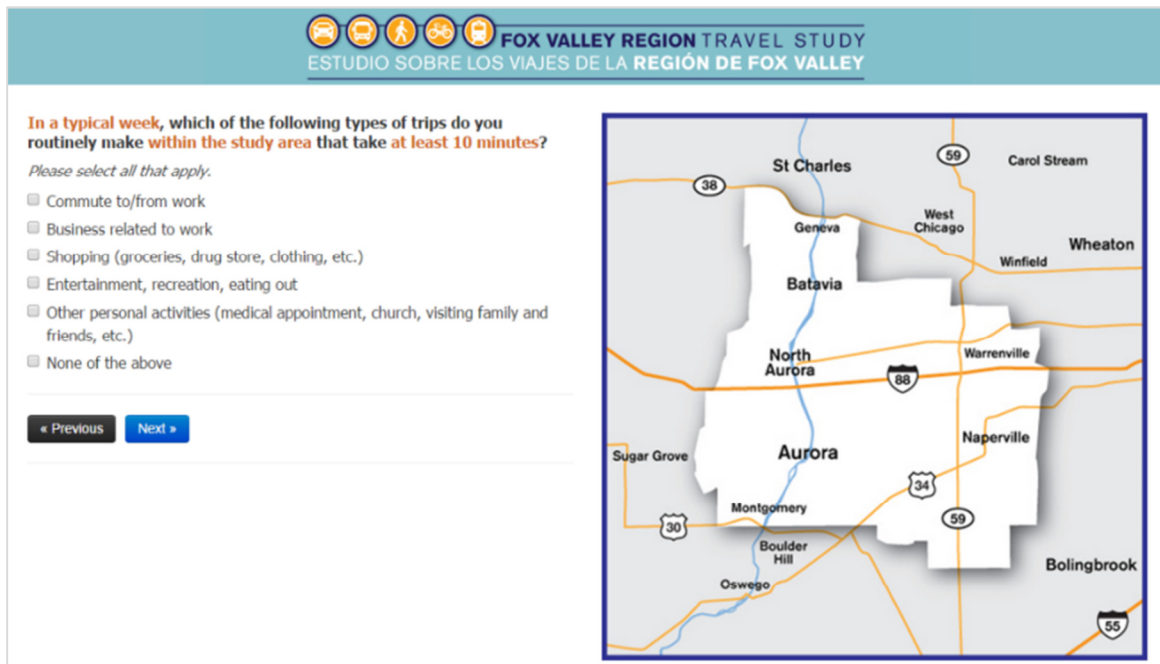 FOX VALLEY REGION TRAVEL STUDY
ESTUDIO SOBRE LOS VIAJES DE LA REGIÓN DE FOX VALLEY
In a typical week, which of the following types of trips do you
routinely make within the study area that take at least 10 minutes?
Please select all that apply.
Commute to/from work
Business related to work
Shopping (groceries, drug store, clothing, etc.)
Entertainment, recreation, eating out
Other personal activities (medical appointment, church, visiting family and
friends, etc.)
None of the above
« Previous
Next »
St Charles
59
Carol Stream
38
West
Chicago
Geneva
Wheaton
Winfield
Batavia
North
Aurora
Warrenville
88
Naperville
Aurora
Sugar Grove
34
Montgomery
59
30
Boulder
Hill
Bolingbrook
Oswego
55